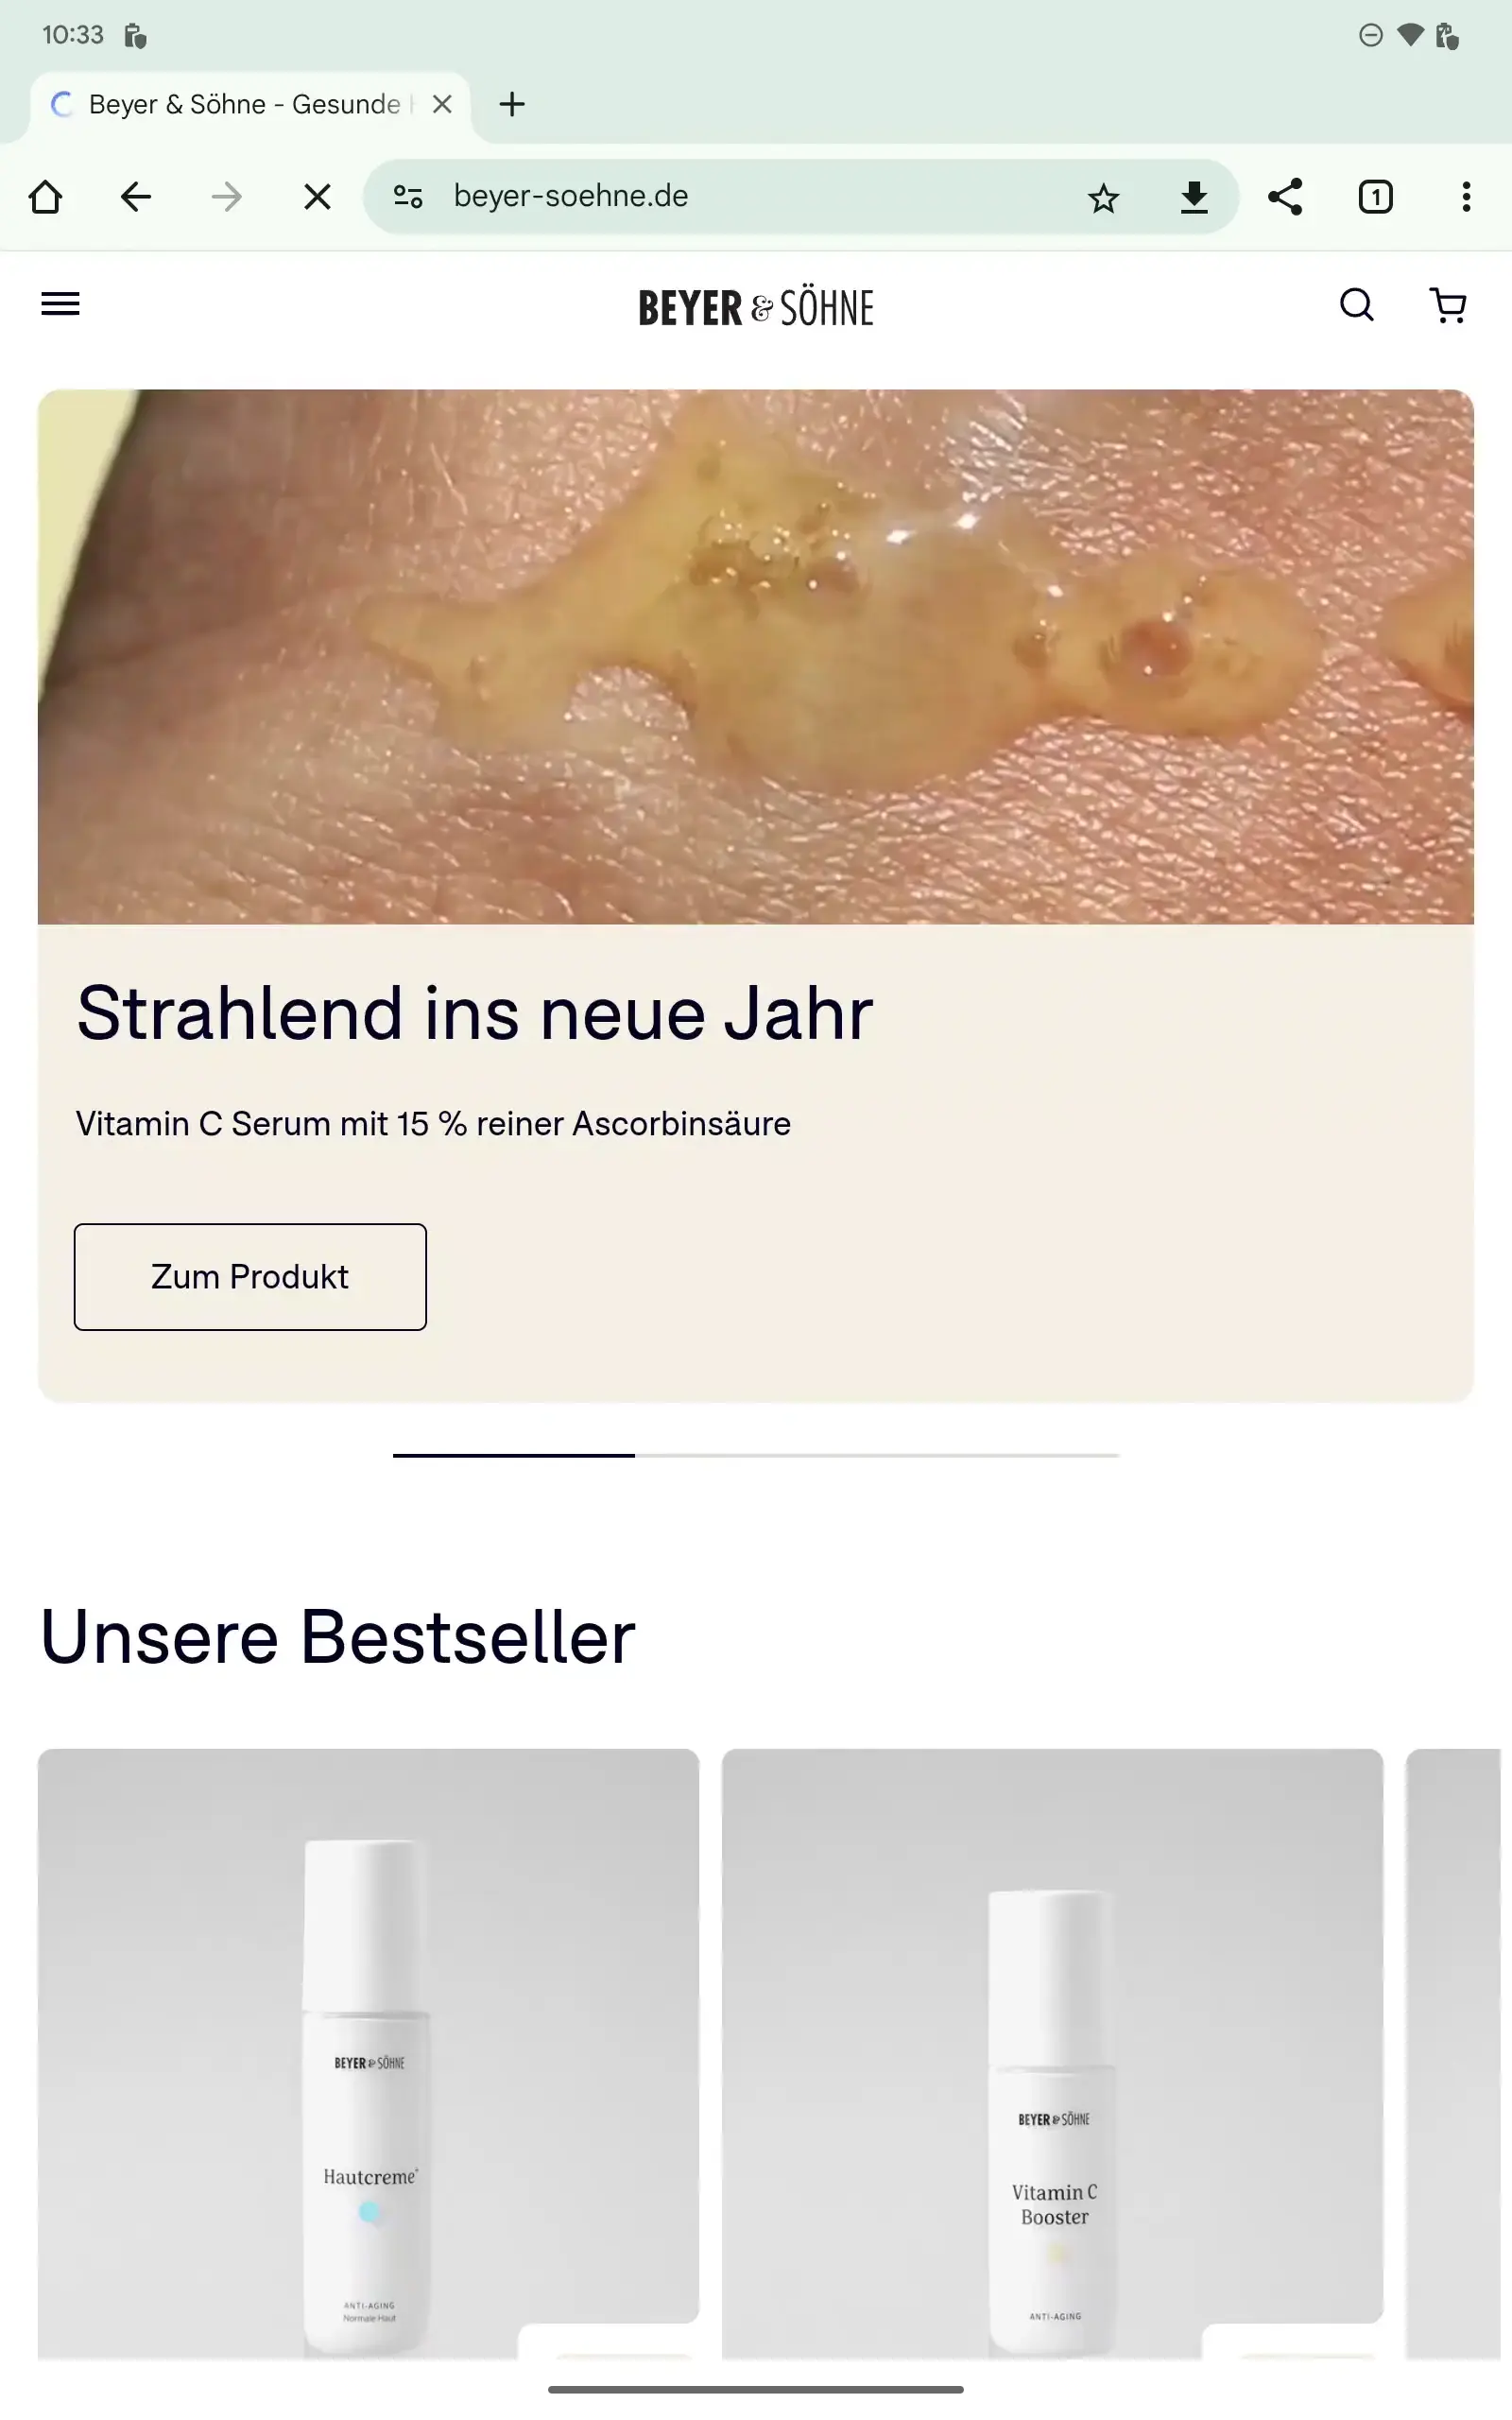 10:33
Beyer & Söhne - Gesunde
beyer-soehne.de
1
BEYER & SÖHNE
Strahlend ins neue Jahr
Vitamin C Serum mit 15 % reiner Ascorbinsäure
Zum Produkt
Unsere Bestseller
BEYER & SÖHNE
Hautcreme+
ANTI-AGING
Normale Haut
BEYER & SÖHNE
Vitamin C
Booster
ANTI-AGING